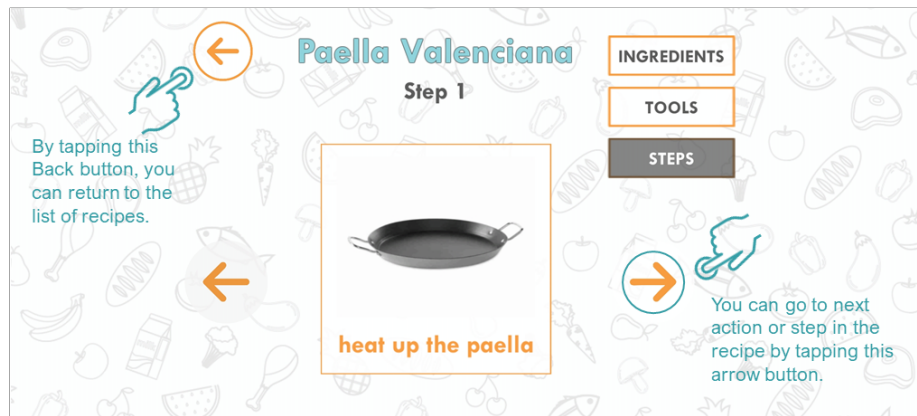 Paella Valenciana
Step 1
INGREDIENTS
TOOLS
STEPS
By tapping this
Back button, you
can return to the
list of recipes.
heat up the paella
You can go to next
action or step in the
recipe by tapping this
arrow button.